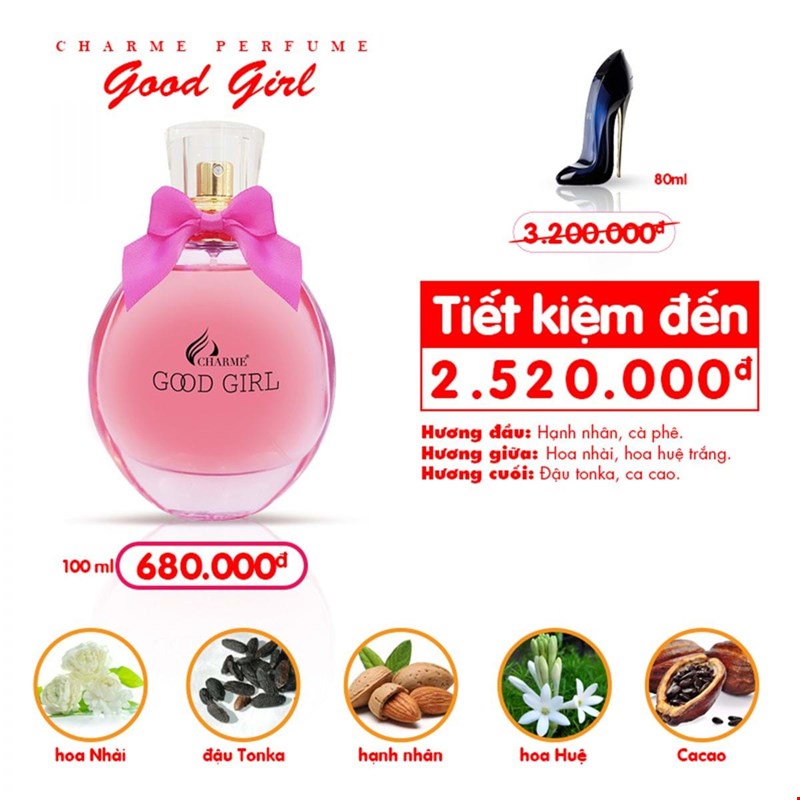 CHARME PERFUME
Good Girl
80ml
3.200.000đ
Tiết kiệm đến
2.520.000đ
CHARME®
GOOD GIRL
Hương đầu: Hạnh nhân, cà phê.
Hương giữa: Hoa nhài, hoa huệ trắng.
Hương cuối: Đậu tonka, ca cao.
100 ml 680.000đ
hoa Nhài
đậu Tonka
hạnh nhân
hoa Huệ
Cacao